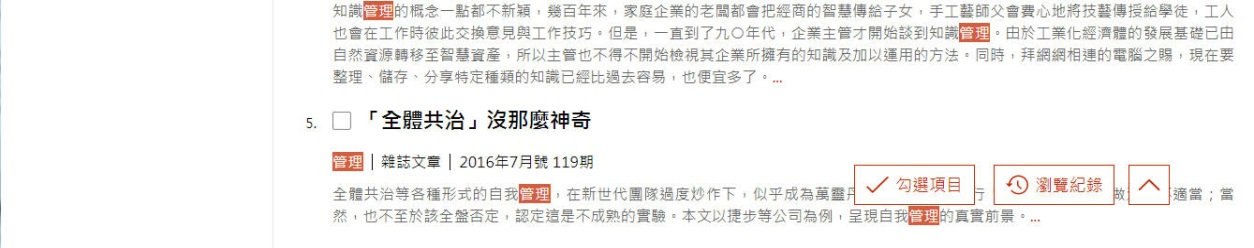 知識管理的概念一點都不新穎，幾百年來，家庭企業的老闆都會把經商的智慧傳給子女，手工藝師父會費心地將技藝傳授給學徒，工人
也會在工作時彼此交換意見與工作技巧。但是，一直到了九〇年代，企業主管才開始談到知識管理。由於工業化經濟體的發展基礎已由
自然資源轉移至智慧資產，所以主管也不得不開始檢視其企業所擁有的知識及加以運用的方法。同時，拜網網相連的電腦之賜，現在要
整理、儲存、分享特定種類的知識已經比過去容易，也便宜多了。...
5. 「全體共治」沒那麼神奇
管理 | 雜誌文章 | 2016年7月號 119期
全體共治等各種形式的自我管理，在新世代團隊過度炒作下，似乎成為萬靈丹 行 做 適當；當
勾選項目 瀏覽紀錄
然，也不至於該全盤否定，認定這是不成熟的實驗。本文以捷步等公司為例，呈現自我管理的真實前景。...